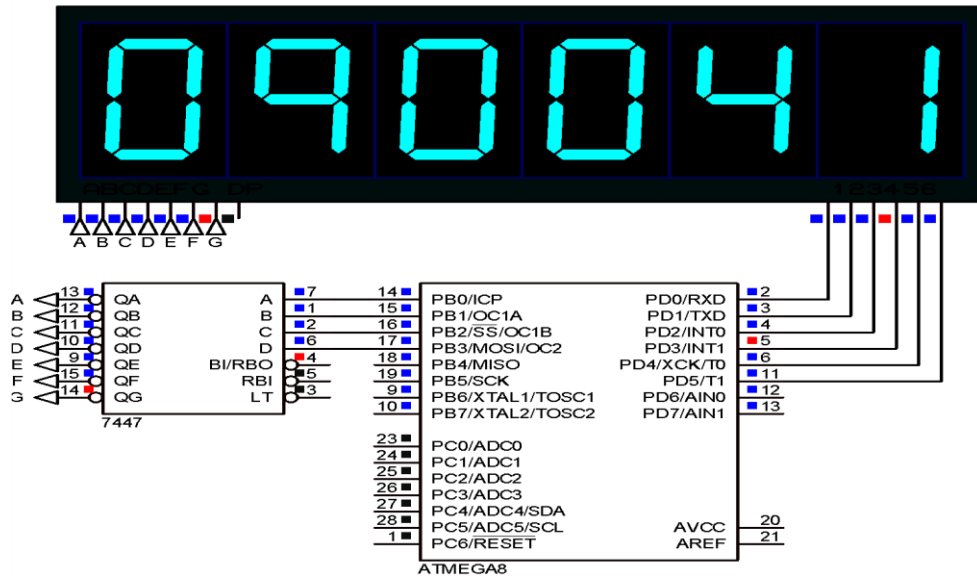 090041
ABCDEFG DP
123456
A B C D E F G
A 13 QA A 7
B 12 QB B 1
C 11 QC C 2
D 10 QD D 6
E 9 QE BI/RBO 4
F 15 QF RBI 5
G 14 QG LT 3
7447
14 PB0/ICP PD0/RXD 2
15 PB1/OC1A PD1/TXD 3
16 PB2/SS/OC1B PD2/INT0 4
17 PB3/MOSI/OC2 PD3/INT1 5
18 PB4/MISO PD4/XCK/T0 6
19 PB5/SCK PD5/T1 11
9 PB6/XTAL1/TOSC1 PD6/AIN0 12
10 PB7/XTAL2/TOSC2 PD7/AIN1 13
23 PC0/ADC0
24 PC1/ADC1
25 PC2/ADC2
26 PC3/ADC3
27 PC4/ADC4/SDA
28 PC5/ADC5/SCL AVCC 20
1 PC6/RESET AREF 21
ATMEGA8